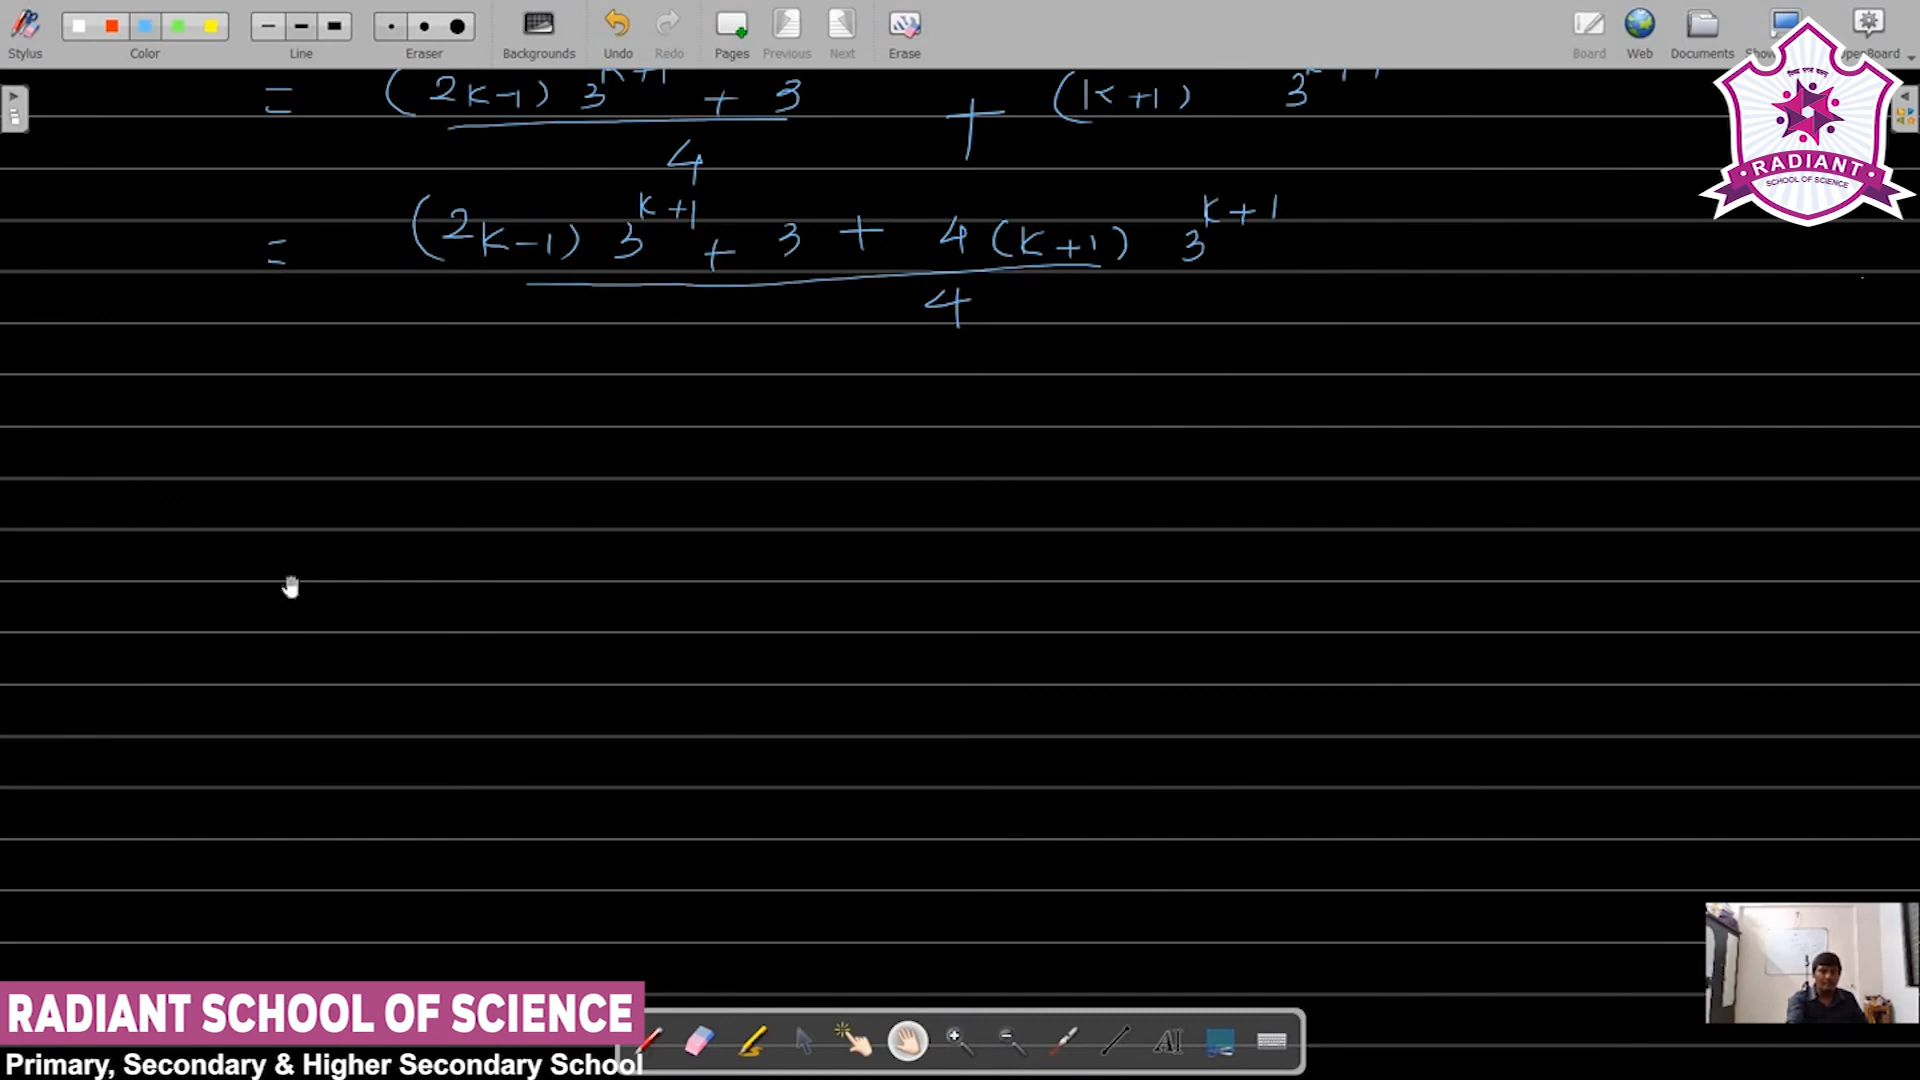 Stylus Color Line Eraser Backgrounds Undo Redo Pages Previous Next Erase Board Web Documents
= (2k-1) 3^{k+1} + 3 + (k+1) 3^{k+1}
4
= (2k-1) 3^{k+1} + 3 + 4(k+1) 3^{k+1}
4
RADIANT
SCHOOL OF SCIENCE
AI
RADIANT SCHOOL OF SCIENCE
Primary, Secondary & Higher Secondary School